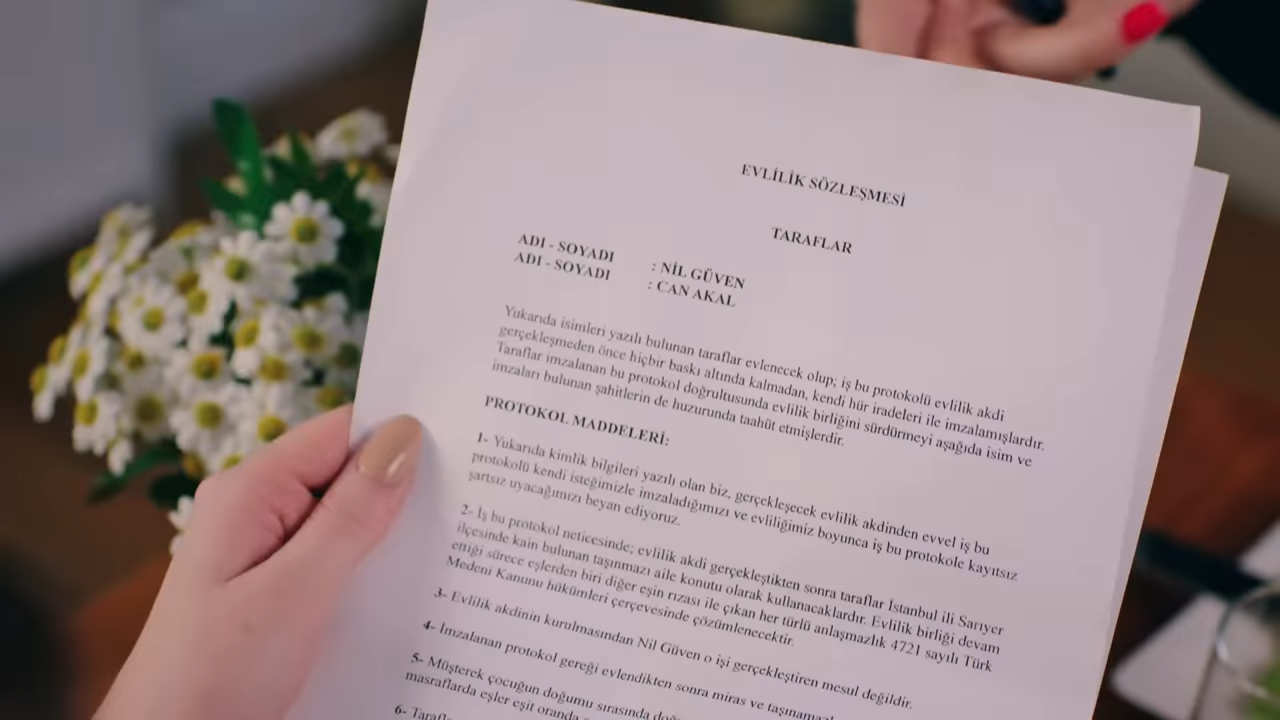 EVLİLİK SÖZLEŞMESİ
TARAFLAR
ADI - SOYADI : NİL GÜVEN
ADI - SOYADI : CAN AKAL
Yukarıda isimleri yazılı bulunan taraflar evlenecek olup; iş bu protokolü evlilik akdi
gerçekleşmeden önce hiçbir baskı altında kalmadan, kendi hür iradeleri ile imzalamışlardır.
Taraflar imzalanan bu protokol doğrultusunda evlilik birliğini sürdürmeyi aşağıda isim ve
imzaları bulunan şahitlerin de huzurunda taahüt etmişlerdir.
PROTOKOL MADDELERİ:
1- Yukarıda kimlik bilgileri yazılı olan biz, gerçekleşecek evlilik akdinden evvel iş bu
protokolü kendi isteğimizle imzaladığımızı ve evliliğimiz boyunca iş bu protokole kayıtsız
şartsız uyacağımızı beyan ediyoruz.
2- İş bu protokol neticesinde; evlilik akdi gerçekleştikten sonra taraflar İstanbul ili Sarıyer
ilçesinde kain bulunan taşınmazı aile konutu olarak kullanacaklardır. Evlilik birliği devam
ettiği sürece eşlerden biri diğer eşin rızası ile çıkan her türlü anlaşmazlık 4721 sayılı Türk
Medeni Kanunu hükümleri çerçevesinde çözümlenecektir.
3- Evlilik akdinin kurulmasından Nil Güven o işi gerçekleştiren mesul değildir.
4- İmzalanan protokol gereği evlendikten sonra miras ve
5- Müşterek çocuğun doğumu sırasında
masraflarda eşler eşit oranda
6-